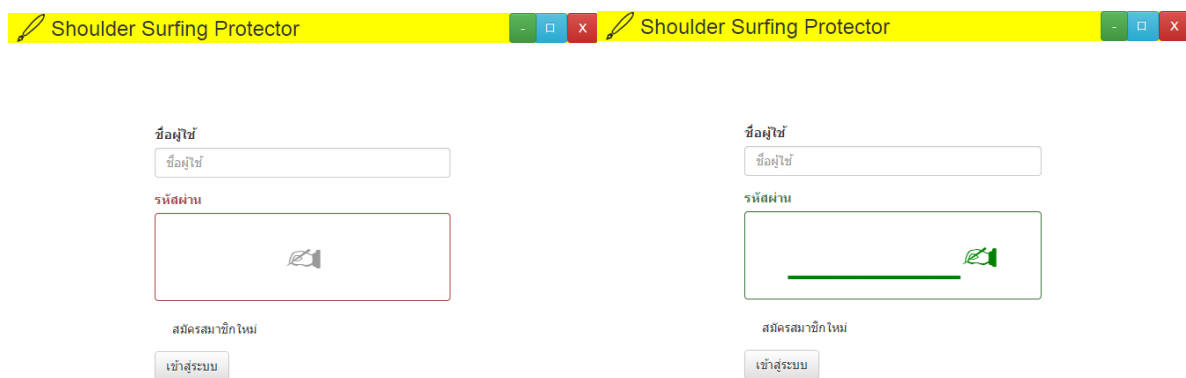 Shoulder Surfing Protector - □ X
ชื่อผู้ใช้
ชื่อผู้ใช้
รหัสผ่าน
สมัครสมาชิกใหม่
เข้าสู่ระบบ
Shoulder Surfing Protector - □ X
ชื่อผู้ใช้
ชื่อผู้ใช้
รหัสผ่าน
สมัครสมาชิกใหม่
เข้าสู่ระบบ